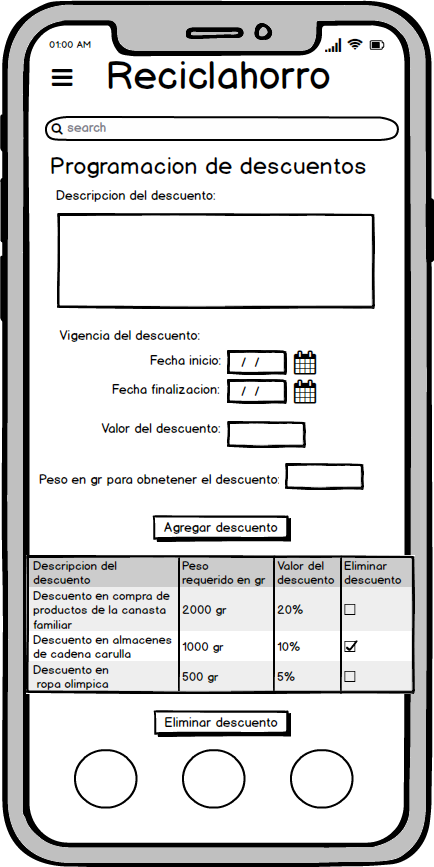 01:00 AM
Reciclahorro
search
Programacion de descuentos
Descripcion del descuento:
Vigencia del descuento:
Fecha inicio: / /
Fecha finalizacion: / /
Valor del descuento:
Peso en gr para obnetener el descuento:
Agregar descuento
Descripcion del descuento Peso requerido en gr Valor del descuento Eliminar descuento
Descuento en compra de productos de la canasta familiar 2000 gr 20%
Descuento en almacenes de cadena carulla 1000 gr 10%
Descuento en ropa olimpica 500 gr 5%
Eliminar descuento